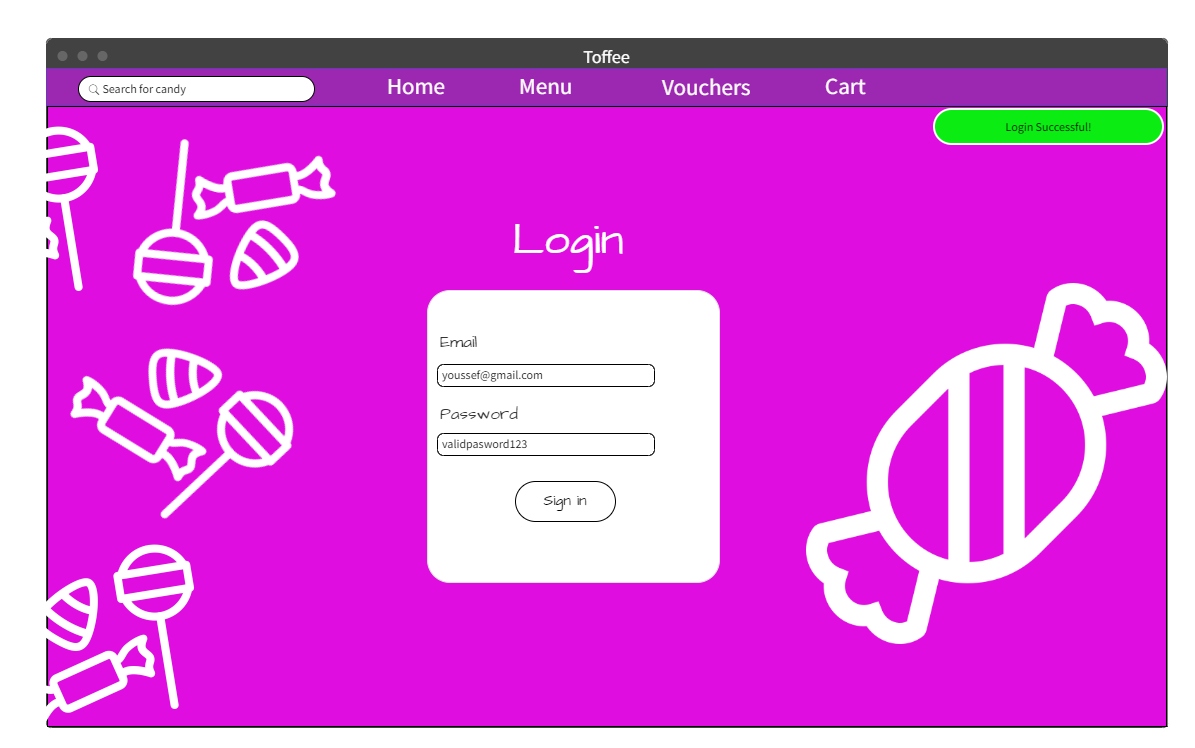 Toffee
Search for candy
Home
Menu
Vouchers
Cart
Login Successful!
Login
Email
youssef@gmail.com
Password
validpasword123
Sign in